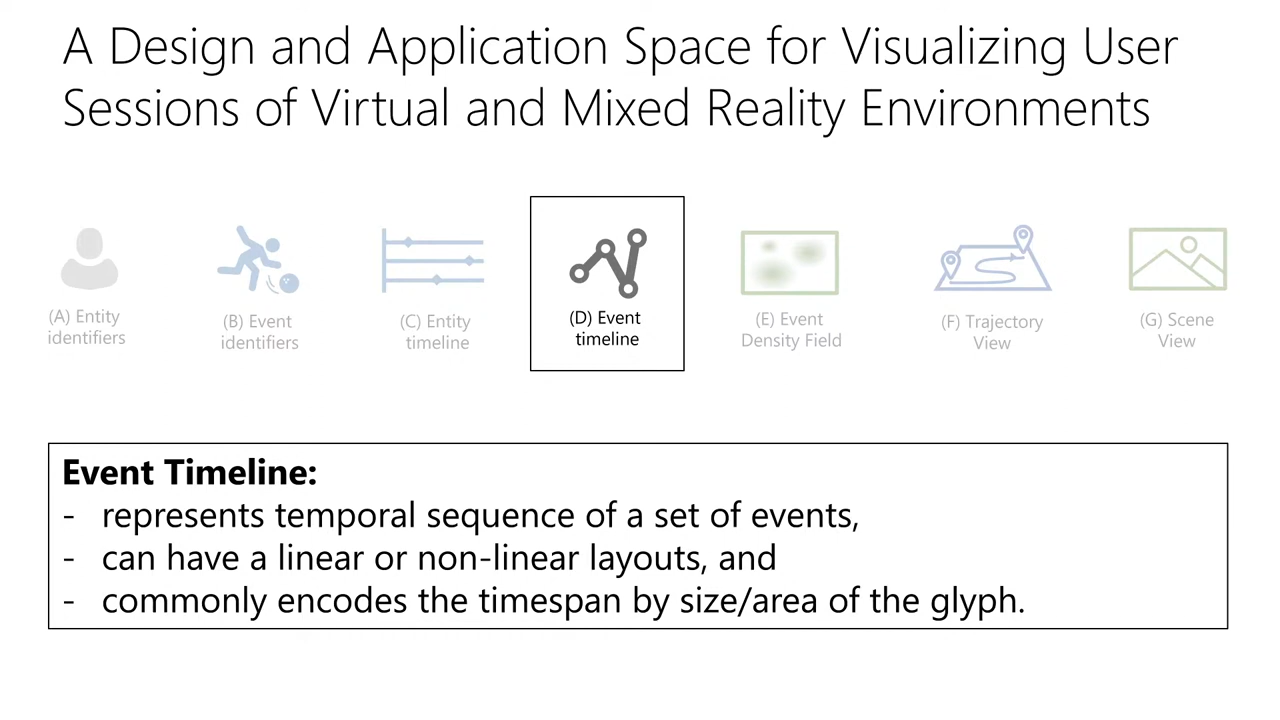 A Design and Application Space for Visualizing User
Sessions of Virtual and Mixed Reality Environments
(A) Entity
identifiers
(B) Event
identifiers
(C) Entity
timeline
(D) Event
timeline
(E) Event
Density Field
(F) Trajectory
View
(G) Scene
View
Event Timeline:
- represents temporal sequence of a set of events,
- can have a linear or non-linear layouts, and
- commonly encodes the timespan by size/area of the glyph.